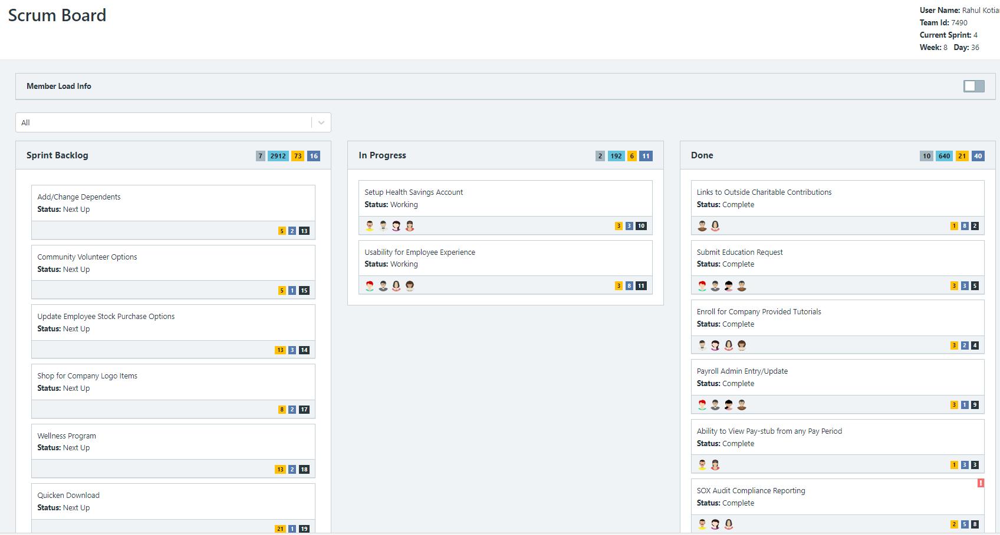 Scrum Board
User Name: Rahul Kotia
Team Id: 7490
Current Sprint: 4
Week: 8 Day: 36
Member Load Info
All
Sprint Backlog 7 2912 73 16
Add/Change Dependents
Status: Next Up
5 2 13
Community Volunteer Options
Status: Next Up
5 1 15
Update Employee Stock Purchase Options
Status: Next Up
13 3 14
Shop for Company Logo Items
Status: Next Up
8 2 17
Wellness Program
Status: Next Up
13 2 18
Quicken Download
Status: Next Up
21 1 19
In Progress 2 192 6 11
Setup Health Savings Account
Status: Working
3 3 10
Usability for Employee Experience
Status: Working
3 8 11
Done 10 640 21 40
Links to Outside Charitable Contributions
Status: Complete
1 8 2
Submit Education Request
Status: Complete
3 3 5
Enroll for Company Provided Tutorials
Status: Complete
3 2 4
Payroll Admin Entry/Update
Status: Complete
3 1 9
Ability to View Pay-stub from any Pay Period
Status: Complete
1 3 3
!
SOX Audit Compliance Reporting
Status: Complete
2 5 8